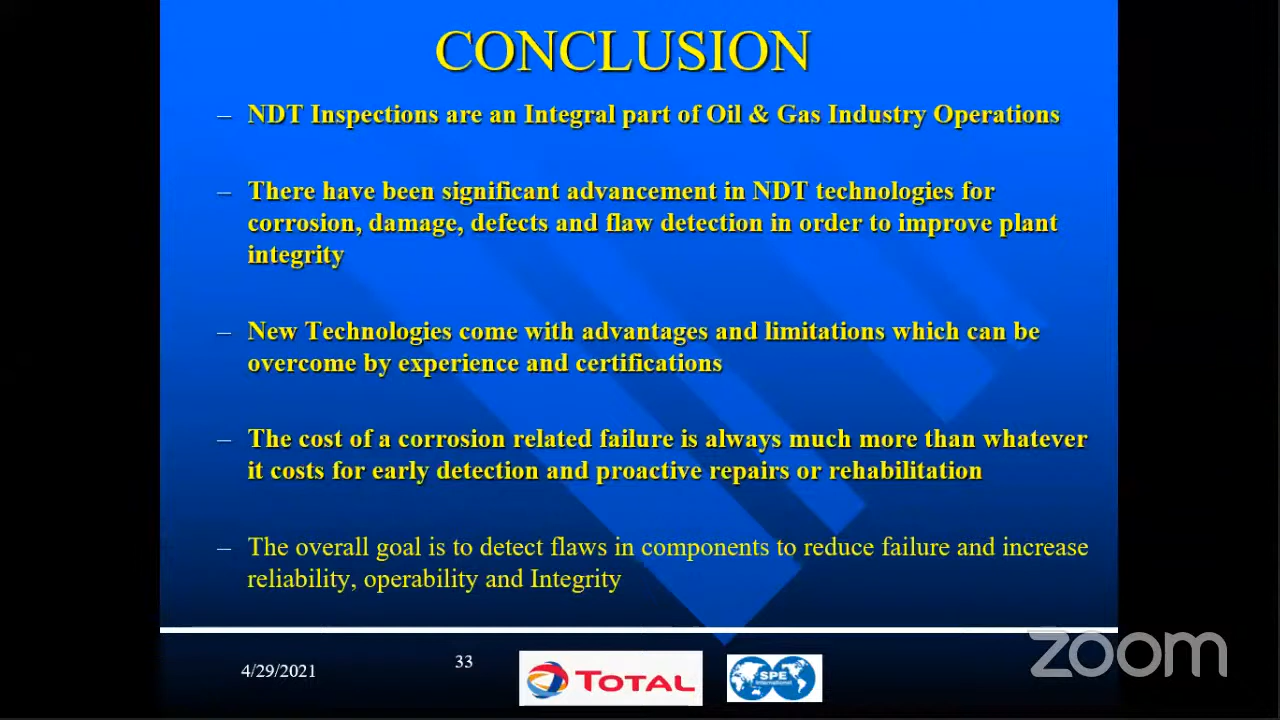 CONCLUSION
– NDT Inspections are an Integral part of Oil & Gas Industry Operations
– There have been significant advancement in NDT technologies for
corrosion, damage, defects and flaw detection in order to improve plant
integrity
– New Technologies come with advantages and limitations which can be
overcome by experience and certifications
– The cost of a corrosion related failure is always much more than whatever
it costs for early detection and proactive repairs or rehabilitation
– The overall goal is to detect flaws in components to reduce failure and increase
reliability, operability and Integrity
4/29/2021
33
TOTAL
SPE
International
zoom